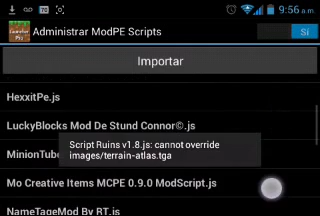 9:56 a.m.
Administrar ModPE Scripts
SÍ
Importar
HexxitPe.js
LuckyBlocks Mod De Stund Connor©.js
Script Ruins v1.8.js: cannot override
images/terrain-atlas.tga
MinionTub
Mo Creative Items MCPE 0.9.0 ModScript.js
NameTageMod By RT.js